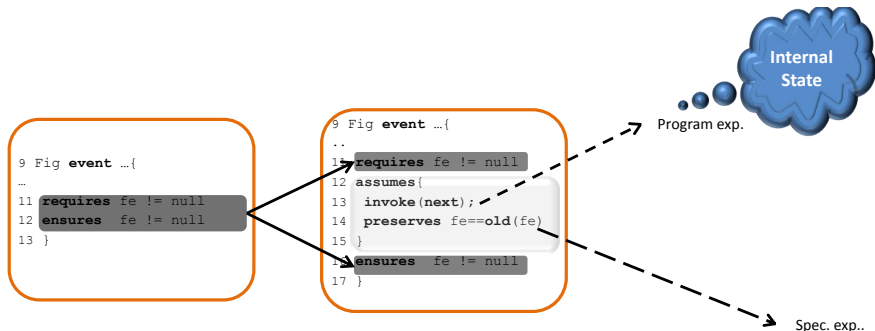 9 Fig event …{
…
11 requires fe != null
12 ensures fe != null
13 }
9 Fig event …{
..
11 requires fe != null
12 assumes{
13 invoke(next);
14 preserves fe==old(fe)
15 }
16 ensures fe != null
17 }
Internal
State
Program exp.
Spec. exp..